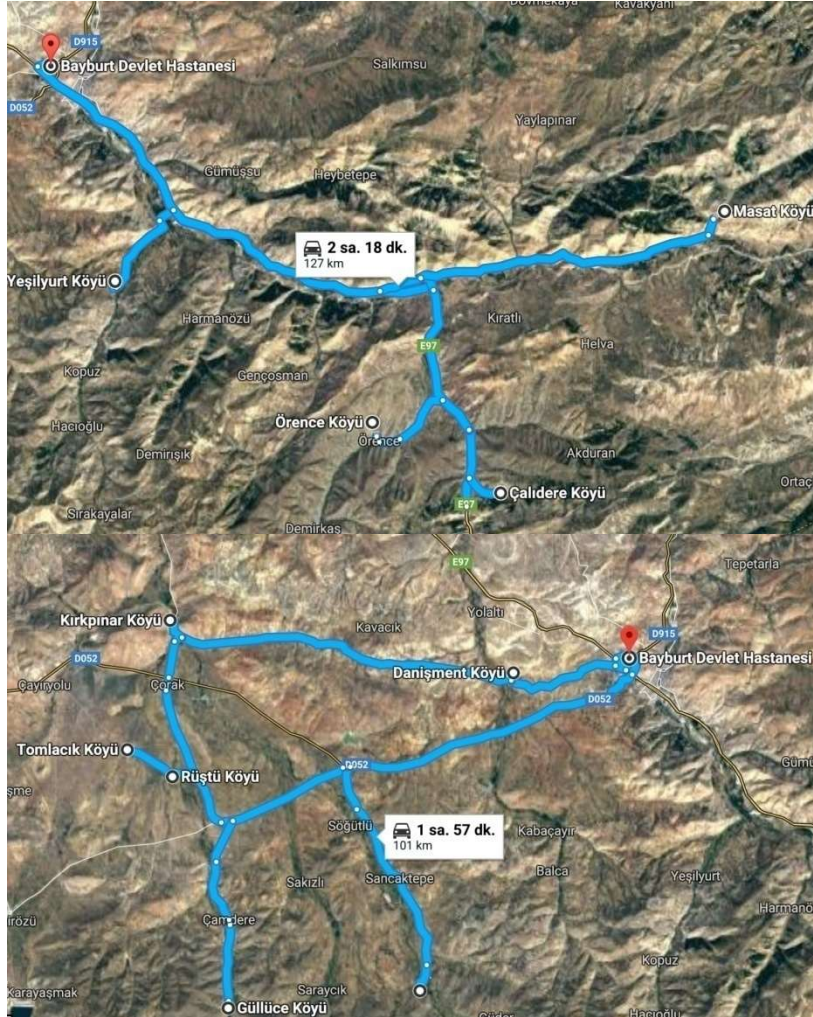 Dövmekaya
Kavakyanı
D915
Bayburt Devlet Hastanesi
Salkımsu
D052
Yaylapınar
Gümüşsu
Heybetepe
Masat Köyü
2 sa. 18 dk.
127 km
Yeşilyurt Köyü
Harmanözü
Kıratlı
E97
Helva
Kopuz
Gençosman
Hacıoğlu
Örence Köyü
Örence
Demirışık
Akduran
Ortaç
Çalıdere Köyü
Sırakayalar
E97
Demirkaş
E97
Tepetarla
Kırkpınar Köyü
Yolaltı
Kavacık
D915
D052
Bayburt Devlet Hastanesi
Danişment Köyü
Çayıryolu
Çorak
D052
Tomlacık Köyü
D052
Gümü
Rüştü Köyü
şme
Söğütlü
1 sa. 57 dk.
101 km
Kabaçayır
Sakızlı
Sancaktepe
Balca
Yeşilyurt
Harmanö
irözü
Çamdere
Kopuz
Karayaşmak
Saraycık
Güllüce Köyü
Güder
Hacıoğlu